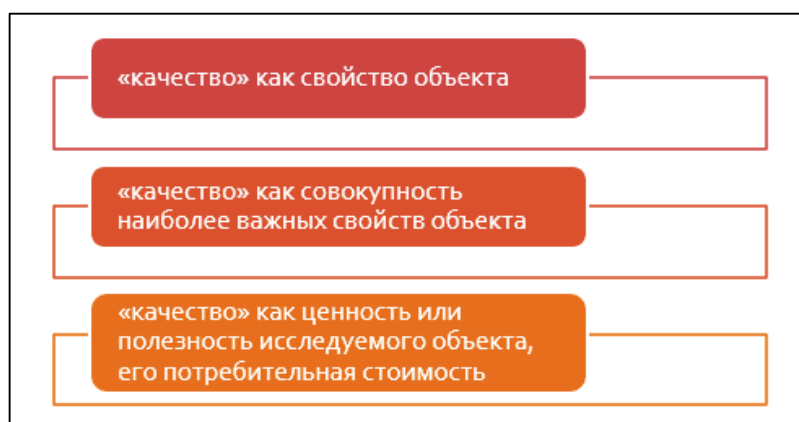 «качество» как свойство объекта
«качество» как совокупность
наиболее важных свойств объекта
«качество» как ценность или
полезность исследуемого объекта,
его потребительная стоимость